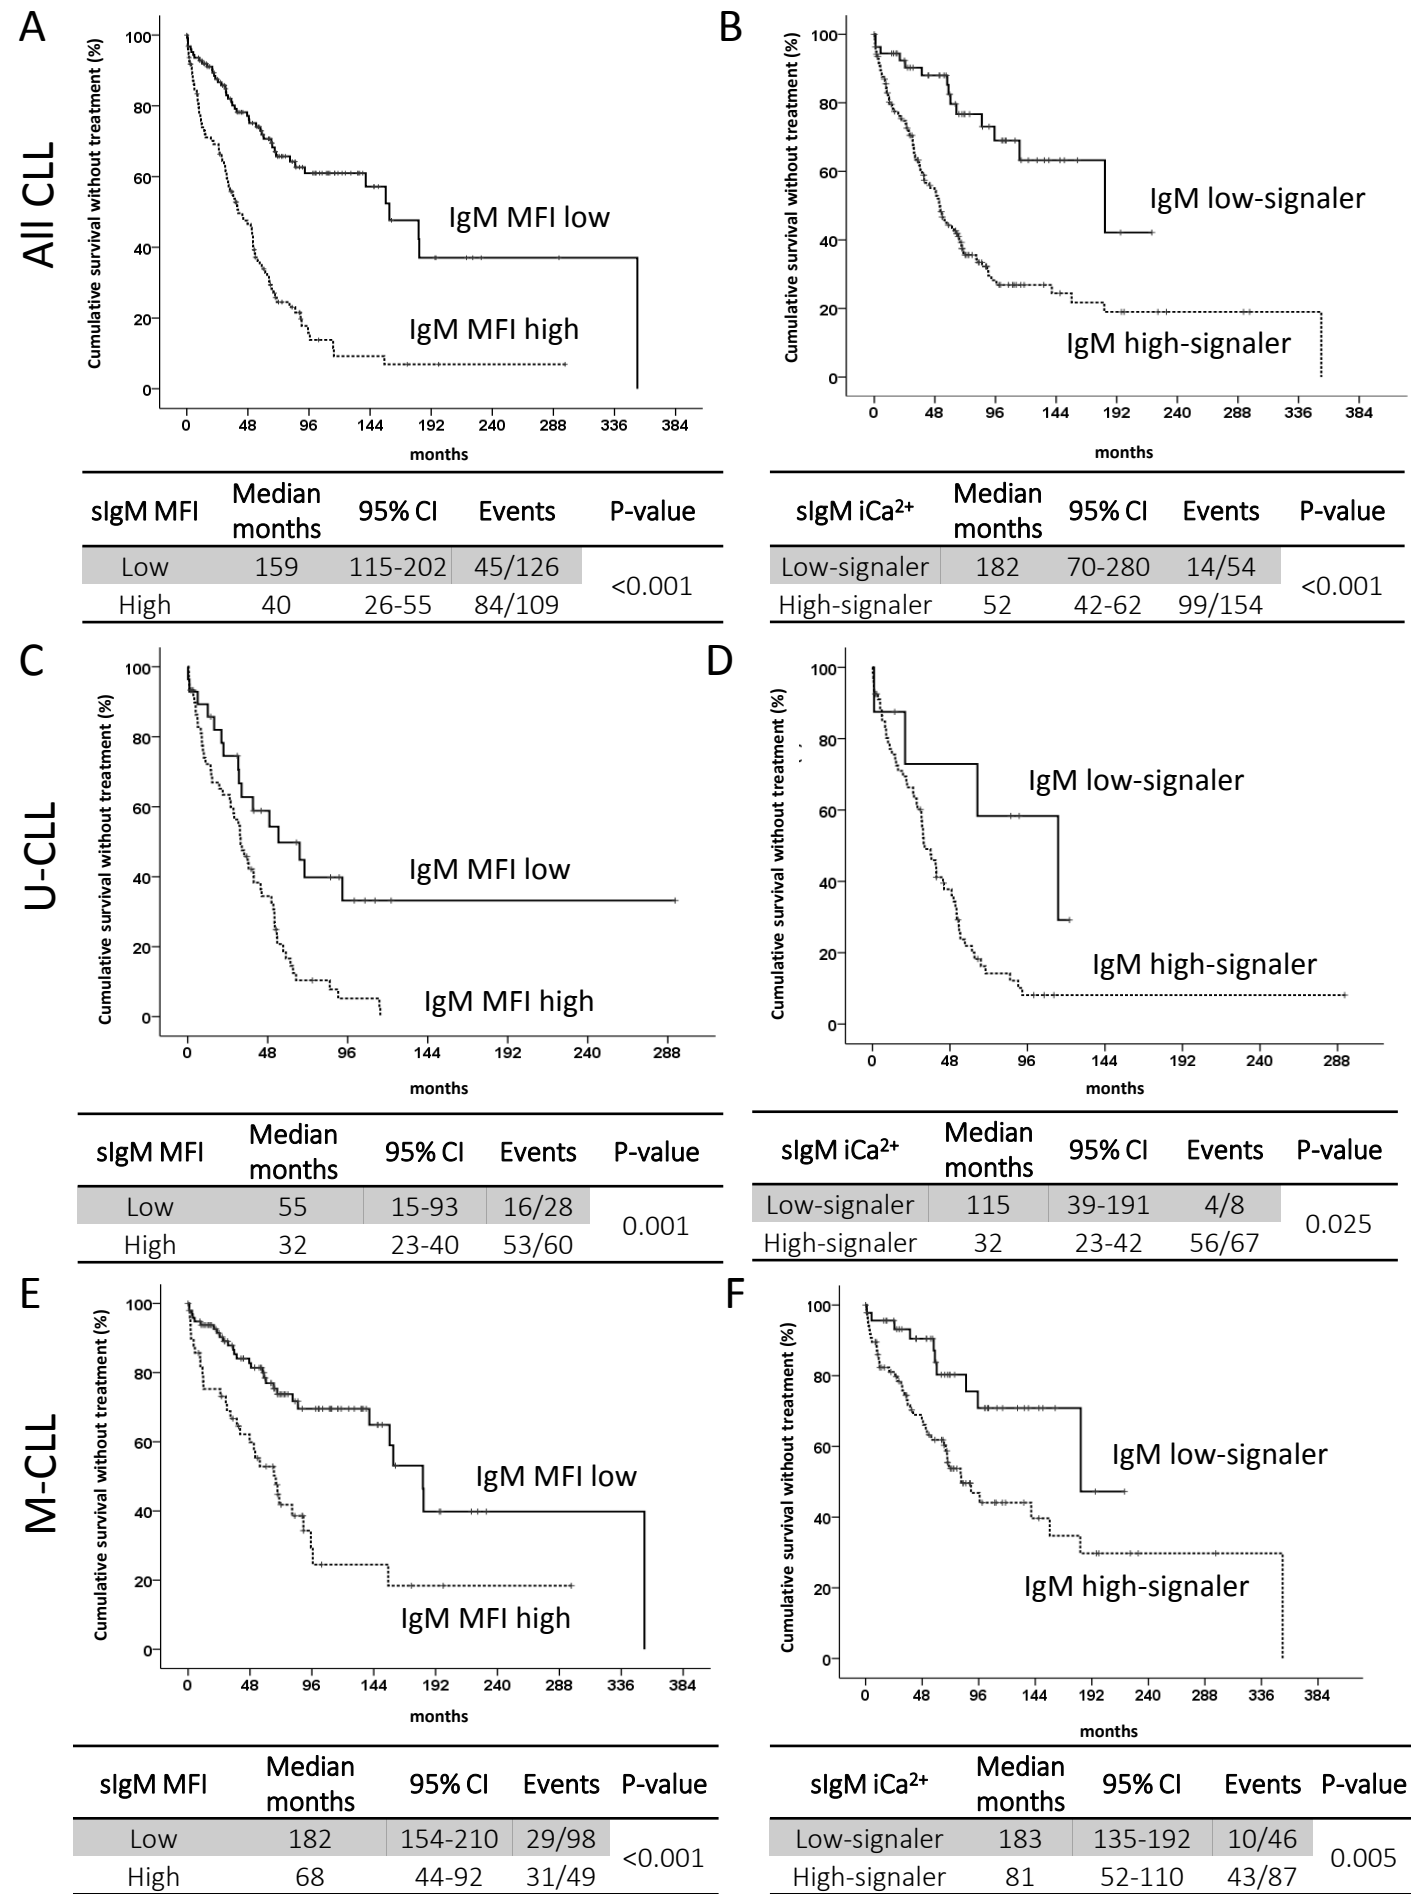 A
All CLL
Cumulative survival without treatment (%)
100
80
60
40
20
0
IgM MFI low
IgM MFI high
0 48 96 144 192 240 288 336 384
months
sIgM MFI Median months 95% CI Events P-value
Low 159 115-202 45/126 <0.001
High 40 26-55 84/109
B
Cumulative survival without treatment (%)
100
80
60
40
20
0
IgM low-signaler
IgM high-signaler
0 48 96 144 192 240 288 336 384
months
sIgM iCa²⁺ Median months 95% CI Events P-value
Low-signaler 182 70-280 14/54 <0.001
High-signaler 52 42-62 99/154
C
U-CLL
Cumulative survival without treatment (%)
100
80
60
40
20
0
IgM MFI low
IgM MFI high
0 48 96 144 192 240 288
months
sIgM MFI Median months 95% CI Events P-value
Low 55 15-93 16/28 0.001
High 32 23-40 53/60
D
Cumulative survival without treatment (%)
100
80
60
40
20
0
IgM low-signaler
IgM high-signaler
0 48 96 144 192 240 288
months
sIgM iCa²⁺ Median months 95% CI Events P-value
Low-signaler 115 39-191 4/8 0.025
High-signaler 32 23-42 56/67
E
M-CLL
Cumulative survival without treatment (%)
100
80
60
40
20
0
IgM MFI low
IgM MFI high
0 48 96 144 192 240 288 336 384
months
sIgM MFI Median months 95% CI Events P-value
Low 182 154-210 29/98 <0.001
High 68 44-92 31/49
F
Cumulative survival without treatment (%)
100
80
60
40
20
0
IgM low-signaler
IgM high-signaler
0 48 96 144 192 240 288 336 384
months
sIgM iCa²⁺ Median months 95% CI Events P-value
Low-signaler 183 135-192 10/46 0.005
High-signaler 81 52-110 43/87